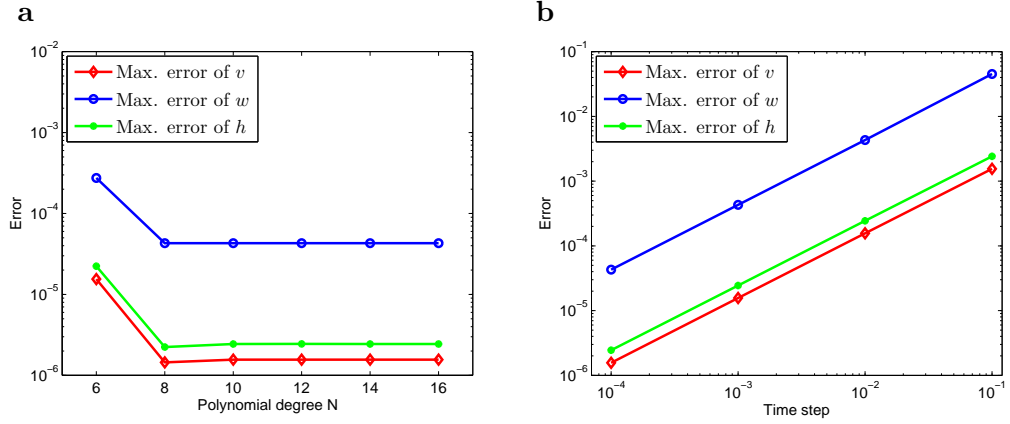 a
10⁻²
10⁻³
10⁻⁴
10⁻⁵
10⁻⁶
Error
Max. error of v
Max. error of w
Max. error of h
6 8 10 12 14 16
Polynomial degree N
b
10⁻¹
10⁻²
10⁻³
10⁻⁴
10⁻⁵
10⁻⁶
Error
Max. error of v
Max. error of w
Max. error of h
10⁻⁴ 10⁻³ 10⁻² 10⁻¹
Time step